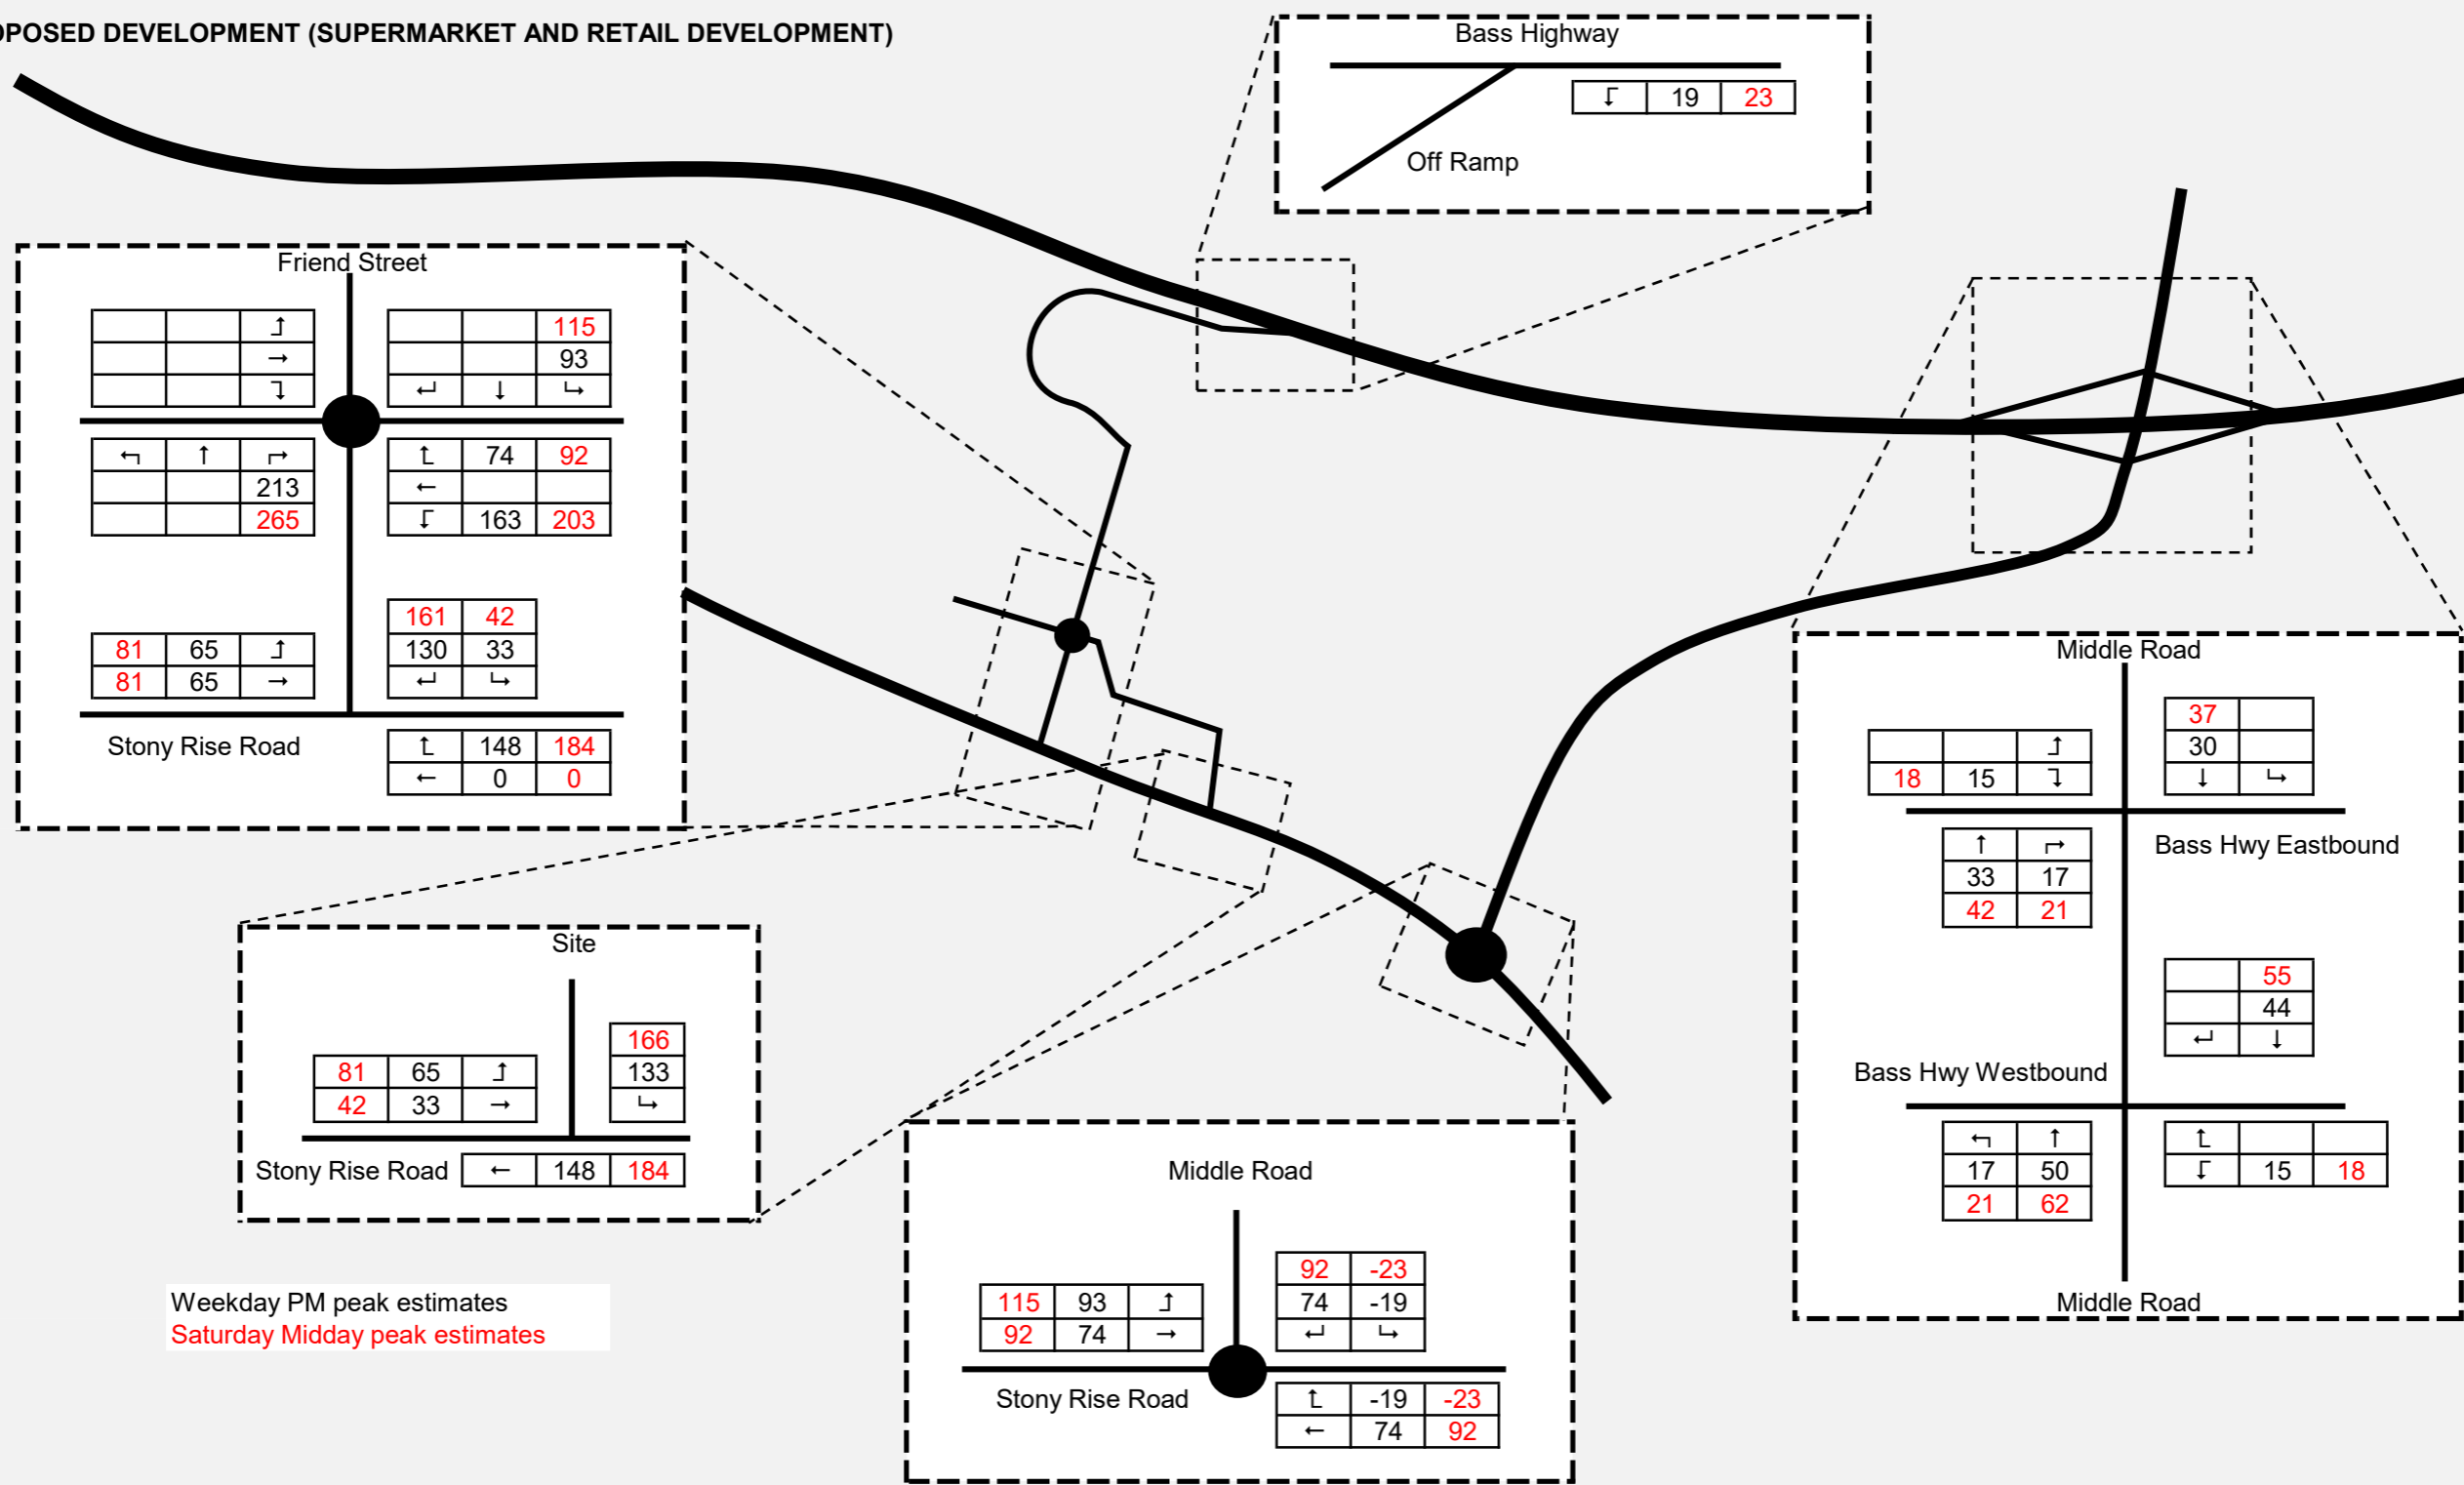 OPOSED DEVELOPMENT (SUPERMARKET AND RETAIL DEVELOPMENT)
Bass Highway
↲ 19 23
Off Ramp
Friend Street
⮥ 115
→ 93
⮧ ↵ ↓ ↳
↰ ↑ ↱ 74 92
213 ←
265 163 203
161 42
81 65 130 33
81 65 → ↵ ↳
Stony Rise Road
148 184
← 0 0
Site
166
81 65 133
42 33 → ↳
Stony Rise Road ← 148 184
Weekday PM peak estimates
Saturday Midday peak estimates
Middle Road
92 -23
115 93 74 -19
92 74 → ↵ ↳
Stony Rise Road
-19 -23
← 74 92
Middle Road
37
30
18 15 ↓ ↳
Bass Hwy Eastbound
↑ ↱
33 17
42 21
55
44
↵ ↓
Bass Hwy Westbound
↰ ↑
17 50 15 18
21 62
Middle Road